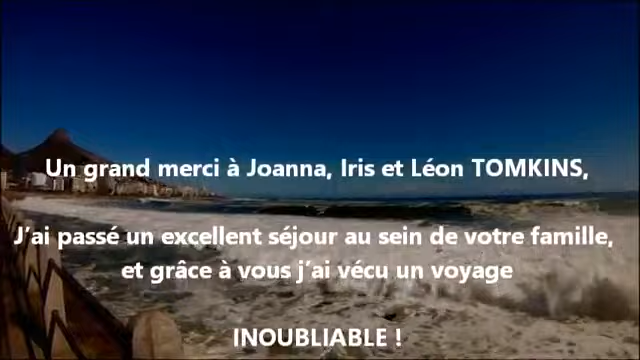 Un grand merci à Joanna, Iris et Léon TOMKINS,
J'ai passé un excellent séjour au sein de votre famille,
et grâce à vous j'ai vécu un voyage
INOUBLIABLE !